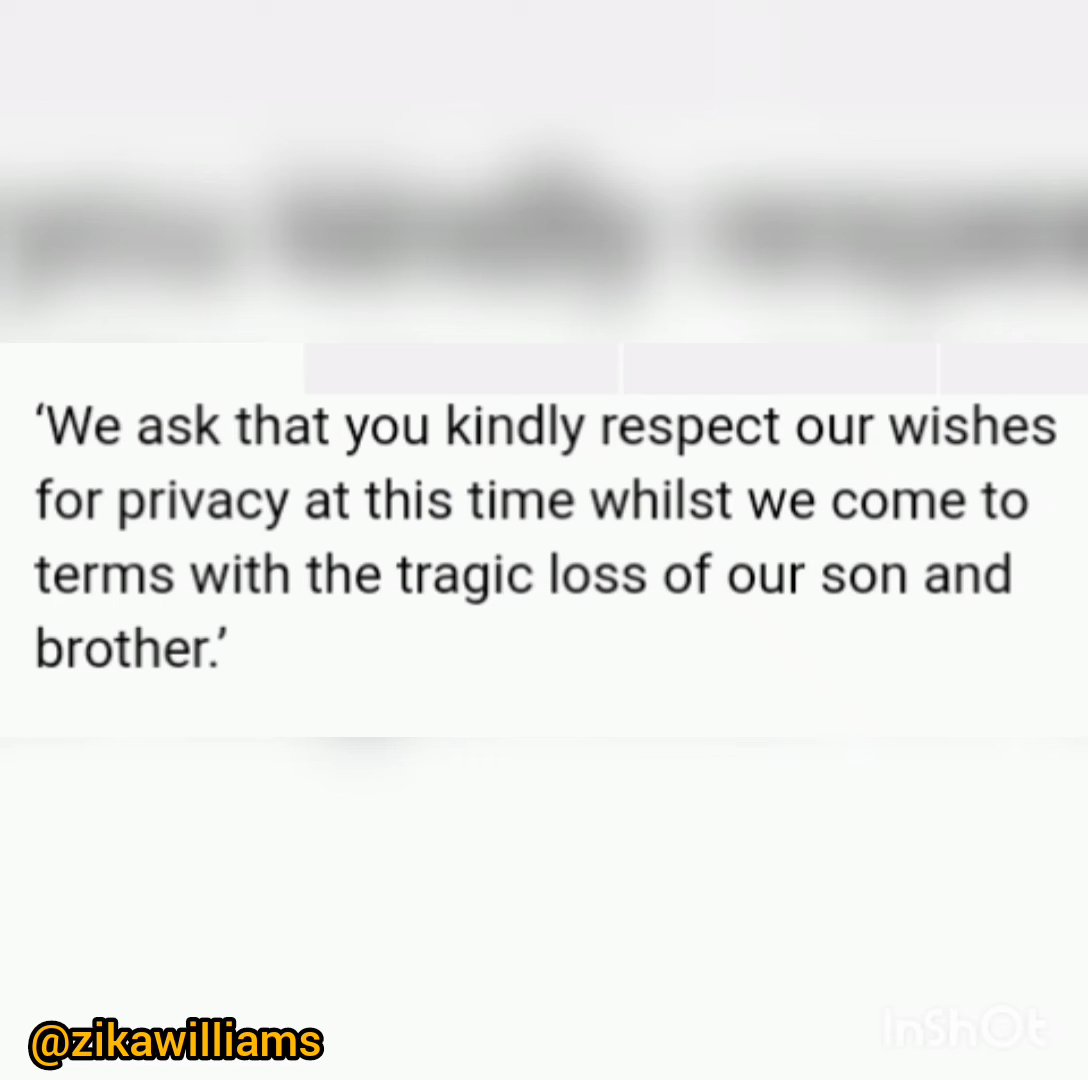 ‘We ask that you kindly respect our wishes
for privacy at this time whilst we come to
terms with the tragic loss of our son and
brother.’
@zikawilliams
InShOt